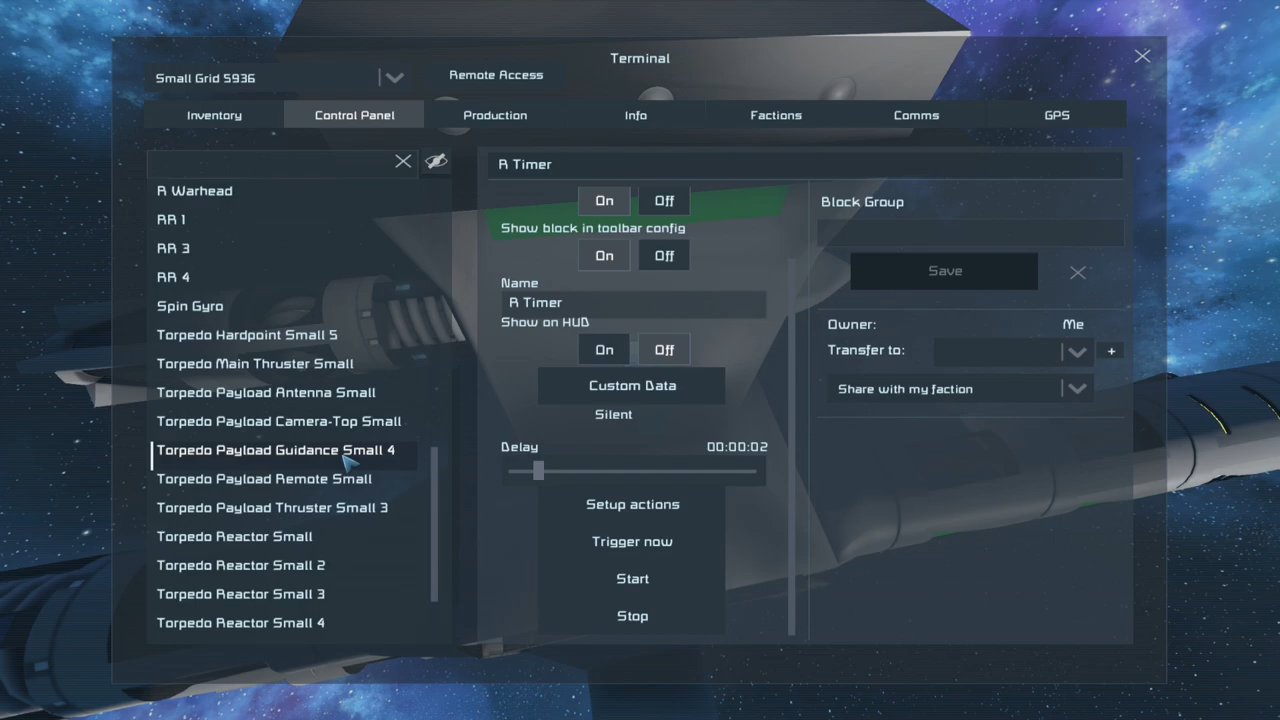 Terminal
Small Grid 5936
Remote Access
Inventory
Control Panel
Production
Info
Factions
Comms
GPS
R Warhead
RR 1
RR 3
RR 4
Spin Gyro
Torpedo Hardpoint Small 5
Torpedo Main Thruster Small
Torpedo Payload Antenna Small
Torpedo Payload Camera-Top Small
Torpedo Payload Guidance Small 4
Torpedo Payload Remote Small
Torpedo Payload Thruster Small 3
Torpedo Reactor Small
Torpedo Reactor Small 2
Torpedo Reactor Small 3
Torpedo Reactor Small 4
R Timer
On Off
Show block in toolbar config
On Off
Name
R Timer
Show on HUD
On Off
Custom Data
Silent
Delay 00:00:02
Setup actions
Trigger now
Start
Stop
Block Group
Save
Owner: Me
Transfer to:
Share with my faction